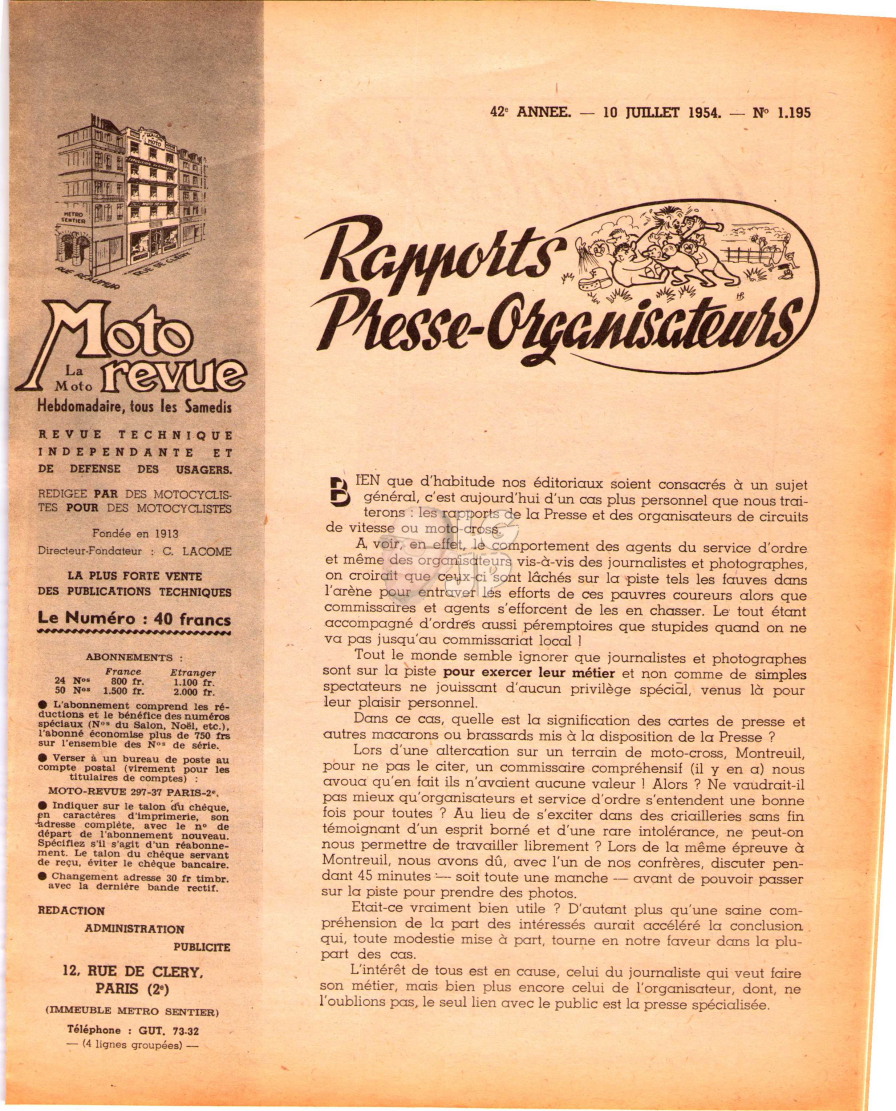 42e ANNEE. — 10 JUILLET 1954. — No 1.195
METRO
SENTIER
RUE REAUMUR
RUE DE CLERY
Moto
revue
La
Moto
Hebdomadaire, tous les Samedis
REVUE TECHNIQUE
INDEPENDANTE ET
DE DEFENSE DES USAGERS.
REDIGEE PAR DES MOTOCYCLIS-
TES POUR DES MOTOCYCLISTES
Fondée en 1913
Directeur-Fondateur : C. LACOME
LA PLUS FORTE VENTE
DES PUBLICATIONS TECHNIQUES
Le Numéro : 40 francs
ABONNEMENTS :
France Etranger
24 Nos 800 fr. 1.100 fr.
50 Nos 1.500 fr. 2.000 fr.
● L'abonnement comprend les ré-
ductions et le bénéfice des numéros
spéciaux (Nos du Salon, Noël, etc.),
l'abonné économise plus de 750 frs
sur l'ensemble des Nos de série.
● Verser à un bureau de poste au
compte postal (virement pour les
titulaires de comptes) :
MOTO-REVUE 297-37 PARIS-2e.
● Indiquer sur le talon du chèque,
en caractères d'imprimerie, son
adresse complète, avec le no de
départ de l'abonnement nouveau.
Spécifiez s'il s'agit d'un réabonne-
ment. Le talon du chèque servant
de reçu, éviter le chèque bancaire.
● Changement adresse 30 fr timbr.
avec la dernière bande rectif.
REDACTION
ADMINISTRATION
PUBLICITE
12, RUE DE CLERY,
PARIS (2e)
(IMMEUBLE METRO SENTIER)
Téléphone : GUT. 73-32
— (4 lignes groupées) —
Rapports
Presse-Organisateurs
BIEN que d'habitude nos éditoriaux soient consacrés à un sujet
général, c'est aujourd'hui d'un cas plus personnel que nous trai-
terons : les rapports de la Presse et des organisateurs de circuits
de vitesse ou moto-cross.
A voir, en effet, le comportement des agents du service d'ordre
et même des organisateurs vis-à-vis des journalistes et photographes,
on croirait que ceux-ci sont lâchés sur la piste tels les fauves dans
l'arène pour entraver les efforts de ces pauvres coureurs alors que
commissaires et agents s'efforcent de les en chasser. Le tout étant
accompagné d'ordres aussi péremptoires que stupides quand on ne
va pas jusqu'au commissariat local !
Tout le monde semble ignorer que journalistes et photographes
sont sur la piste pour exercer leur métier et non comme de simples
spectateurs ne jouissant d'aucun privilège spécial, venus là pour
leur plaisir personnel.
Dans ce cas, quelle est la signification des cartes de presse et
autres macarons ou brassards mis à la disposition de la Presse ?
Lors d'une altercation sur un terrain de moto-cross, Montreuil,
pour ne pas le citer, un commissaire compréhensif (il y en a) nous
avoua qu'en fait ils n'avaient aucune valeur ! Alors ? Ne vaudrait-il
pas mieux qu'organisateurs et service d'ordre s'entendent une bonne
fois pour toutes ? Au lieu de s'exciter dans des criailleries sans fin
témoignant d'un esprit borné et d'une rare intolérance, ne peut-on
nous permettre de travailler librement ? Lors de la même épreuve à
Montreuil, nous avons dû, avec l'un de nos confrères, discuter pen-
dant 45 minutes — soit toute une manche — avant de pouvoir passer
sur la piste pour prendre des photos.
Etait-ce vraiment bien utile ? D'autant plus qu'une saine com-
préhension de la part des intéressés aurait accéléré la conclusion
qui, toute modestie mise à part, tourne en notre faveur dans la plu-
part des cas.
L'intérêt de tous est en cause, celui du journaliste qui veut faire
son métier, mais bien plus encore celui de l'organisateur, dont, ne
l'oublions pas, le seul lien avec le public est la presse spécialisée.